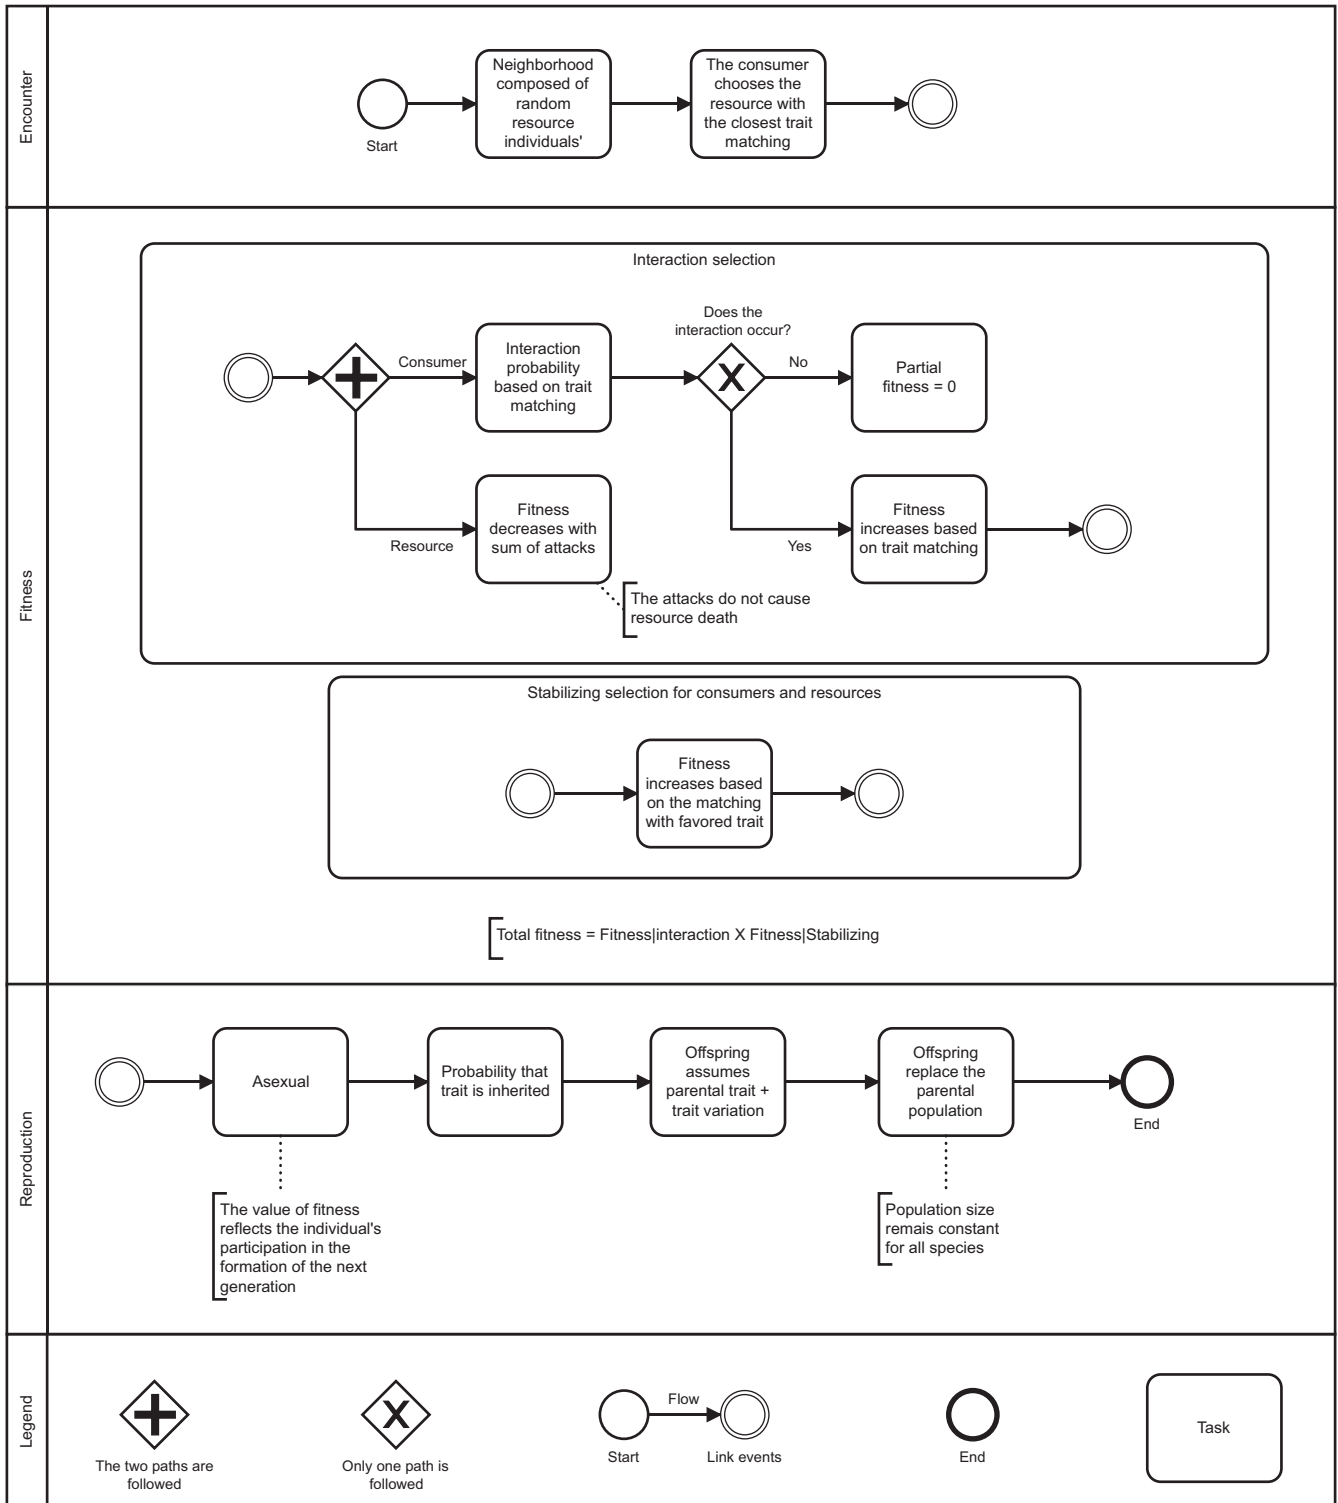 Encounter
Start
Neighborhood
composed of
random
resource
individuals'
The consumer
chooses the
resource with
the closest trait
matching
Fitness
Interaction selection
Consumer
Interaction
probability
based on trait
matching
Does the
interaction occur?
No
Partial
fitness = 0
Resource
Fitness
decreases with
sum of attacks
The attacks do not cause
resource death
Yes
Fitness
increases based
on trait matching
Stabilizing selection for consumers and resources
Fitness
increases based
on the matching
with favored trait
Total fitness = Fitness|interaction X Fitness|Stabilizing
Reproduction
Asexual
Probability that
trait is inherited
Offspring
assumes
parental trait +
trait variation
Offspring
replace the
parental
population
End
The value of fitness
reflects the individual's
participation in the
formation of the next
generation
Population size
remais constant
for all species
Legend
X
The two paths are
followed
X
Only one path is
followed
Flow
Start
Link events
End
Task